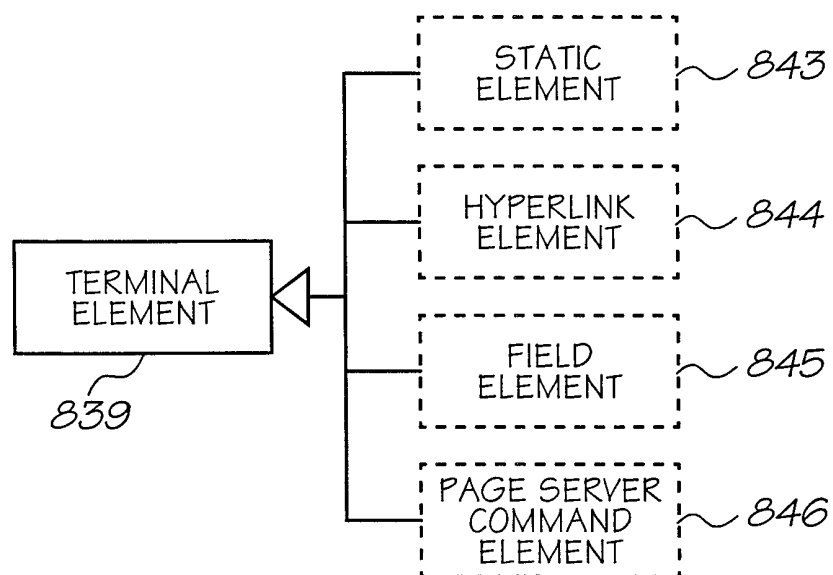 STATIC
ELEMENT
843
HYPERLINK
ELEMENT
844
TERMINAL
ELEMENT
839
FIELD
ELEMENT
845
PAGE SERVER
COMMAND
ELEMENT
846